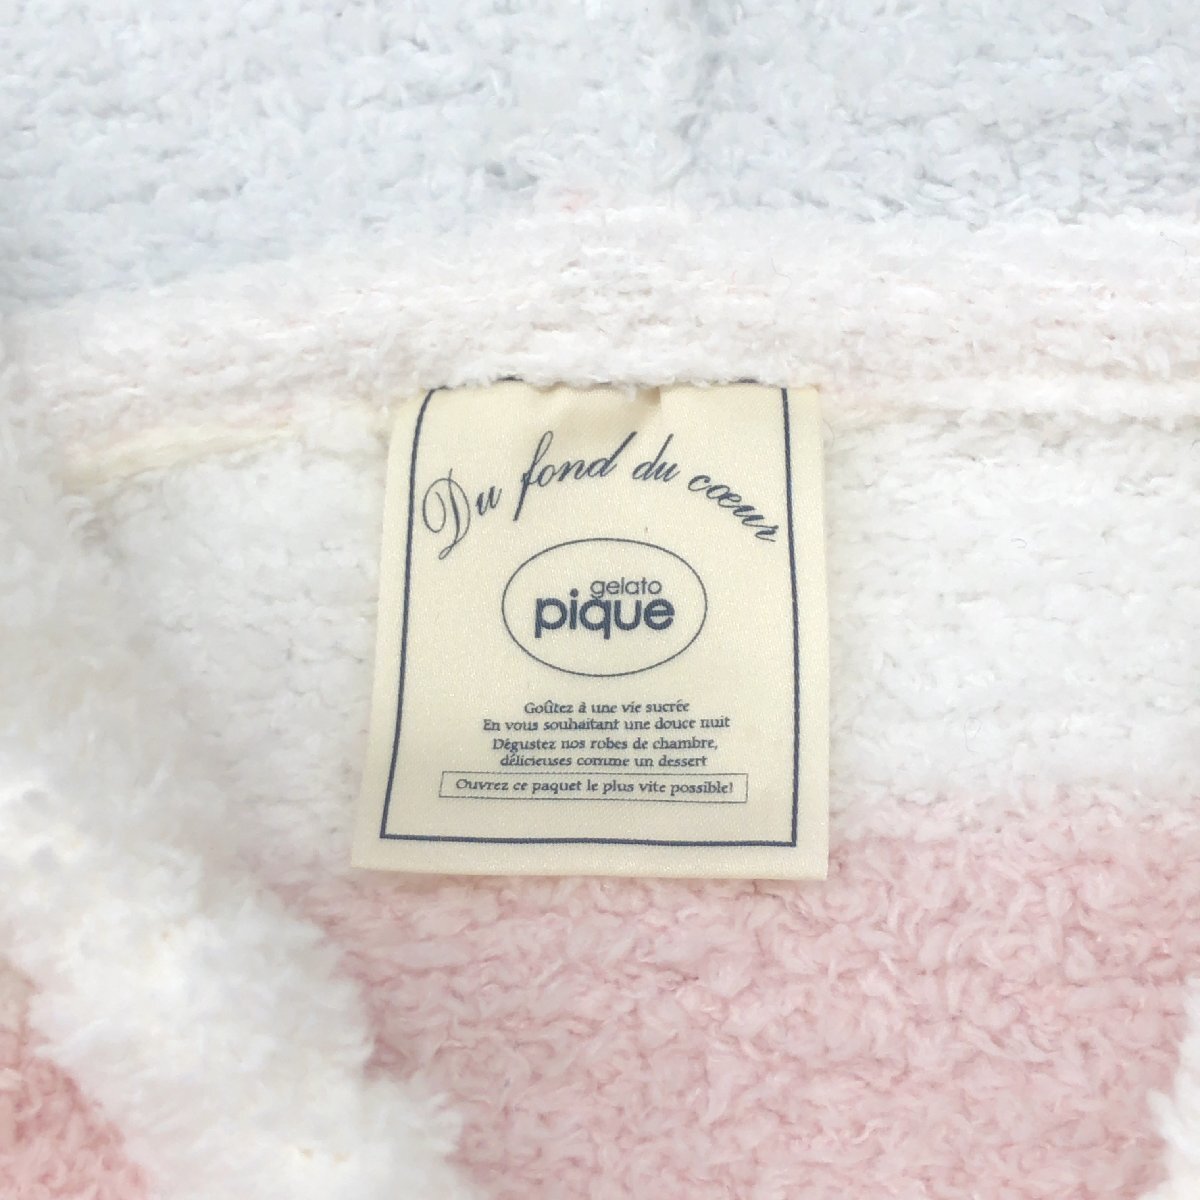 Du fond du cœur
gelato
pique
Goûtez à une vie sucrée
En vous souhaitant une douce nuit
Dégustez nos robes de chambre,
délicieuses comme un dessert
Ouvrez ce paquet le plus vite possible!